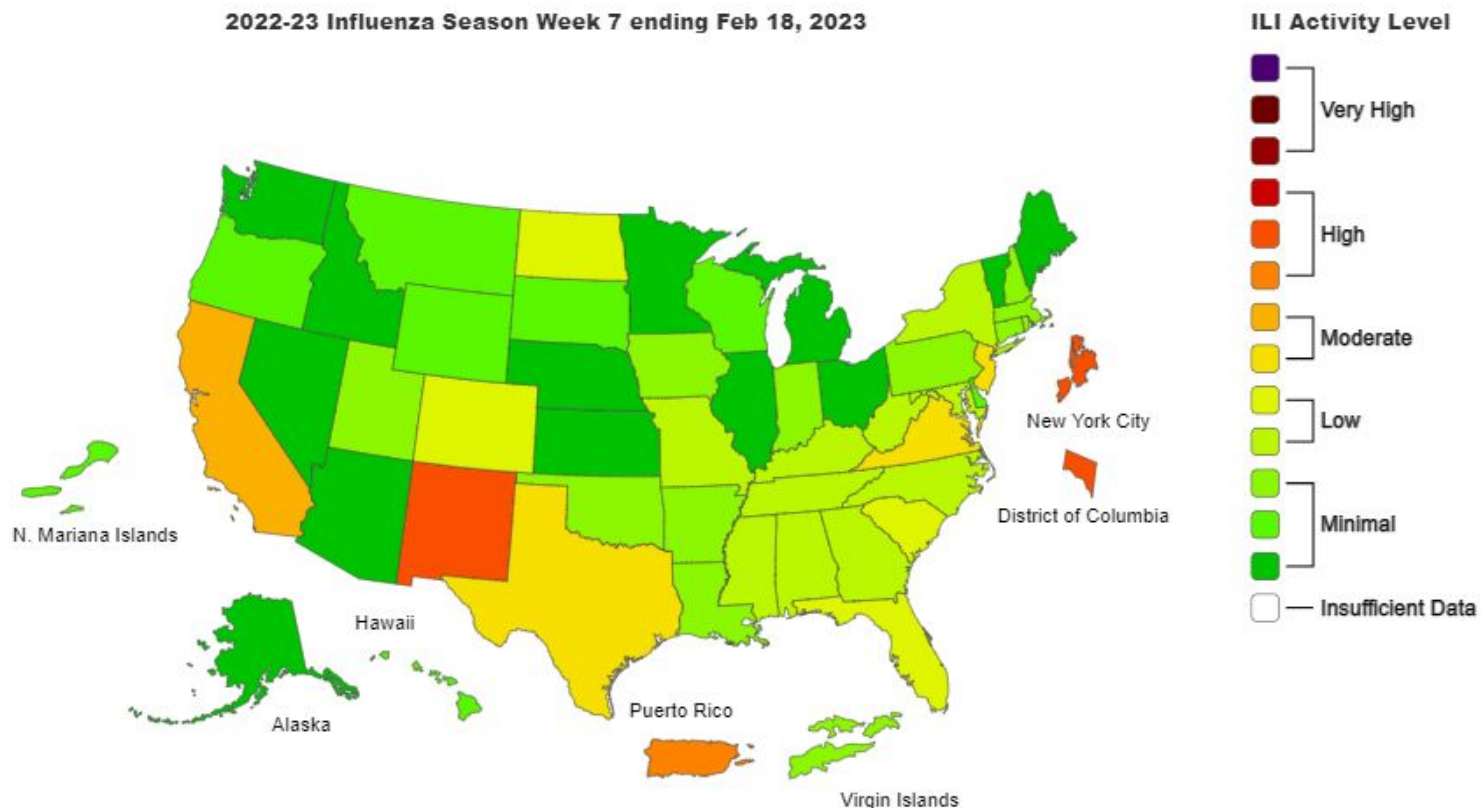 2022-23 Influenza Season Week 7 ending Feb 18, 2023
ILI Activity Level
Very High
High
Moderate
Low
Minimal
Insufficient Data
New York City
District of Columbia
N. Mariana Islands
Hawaii
Alaska
Puerto Rico
Virgin Islands